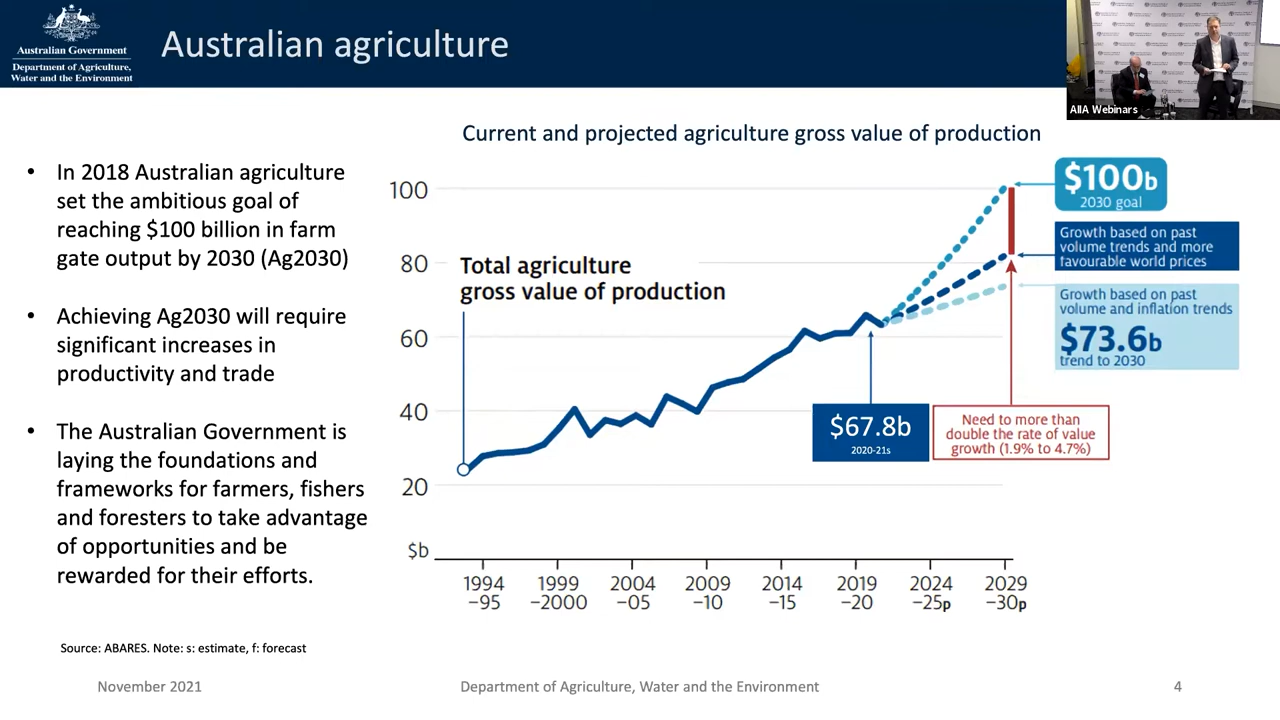 Australian Government
Department of Agriculture,
Water and the Environment
Australian agriculture
AIIA Webinars
In 2018 Australian agriculture
set the ambitious goal of
reaching $100 billion in farm
gate output by 2030 (Ag2030)
Achieving Ag2030 will require
significant increases in
productivity and trade
The Australian Government is
laying the foundations and
frameworks for farmers, fishers
and foresters to take advantage
of opportunities and be
rewarded for their efforts.
Current and projected agriculture gross value of production
100
80
60
40
20
$b
Total agriculture
gross value of production
$100b
2030 goal
Growth based on past
volume trends and more
favourable world prices
Growth based on past
volume and inflation trends
$73.6b
trend to 2030
$67.8b
2020-21s
Need to more than
double the rate of value
growth (1.9% to 4.7%)
1994 1999 2004 2009 2014 2019 2024 2029
–95 –2000 –05 –10 –15 –20 –25p –30p
Source: ABARES. Note: s: estimate, f: forecast
November 2021
Department of Agriculture, Water and the Environment
4